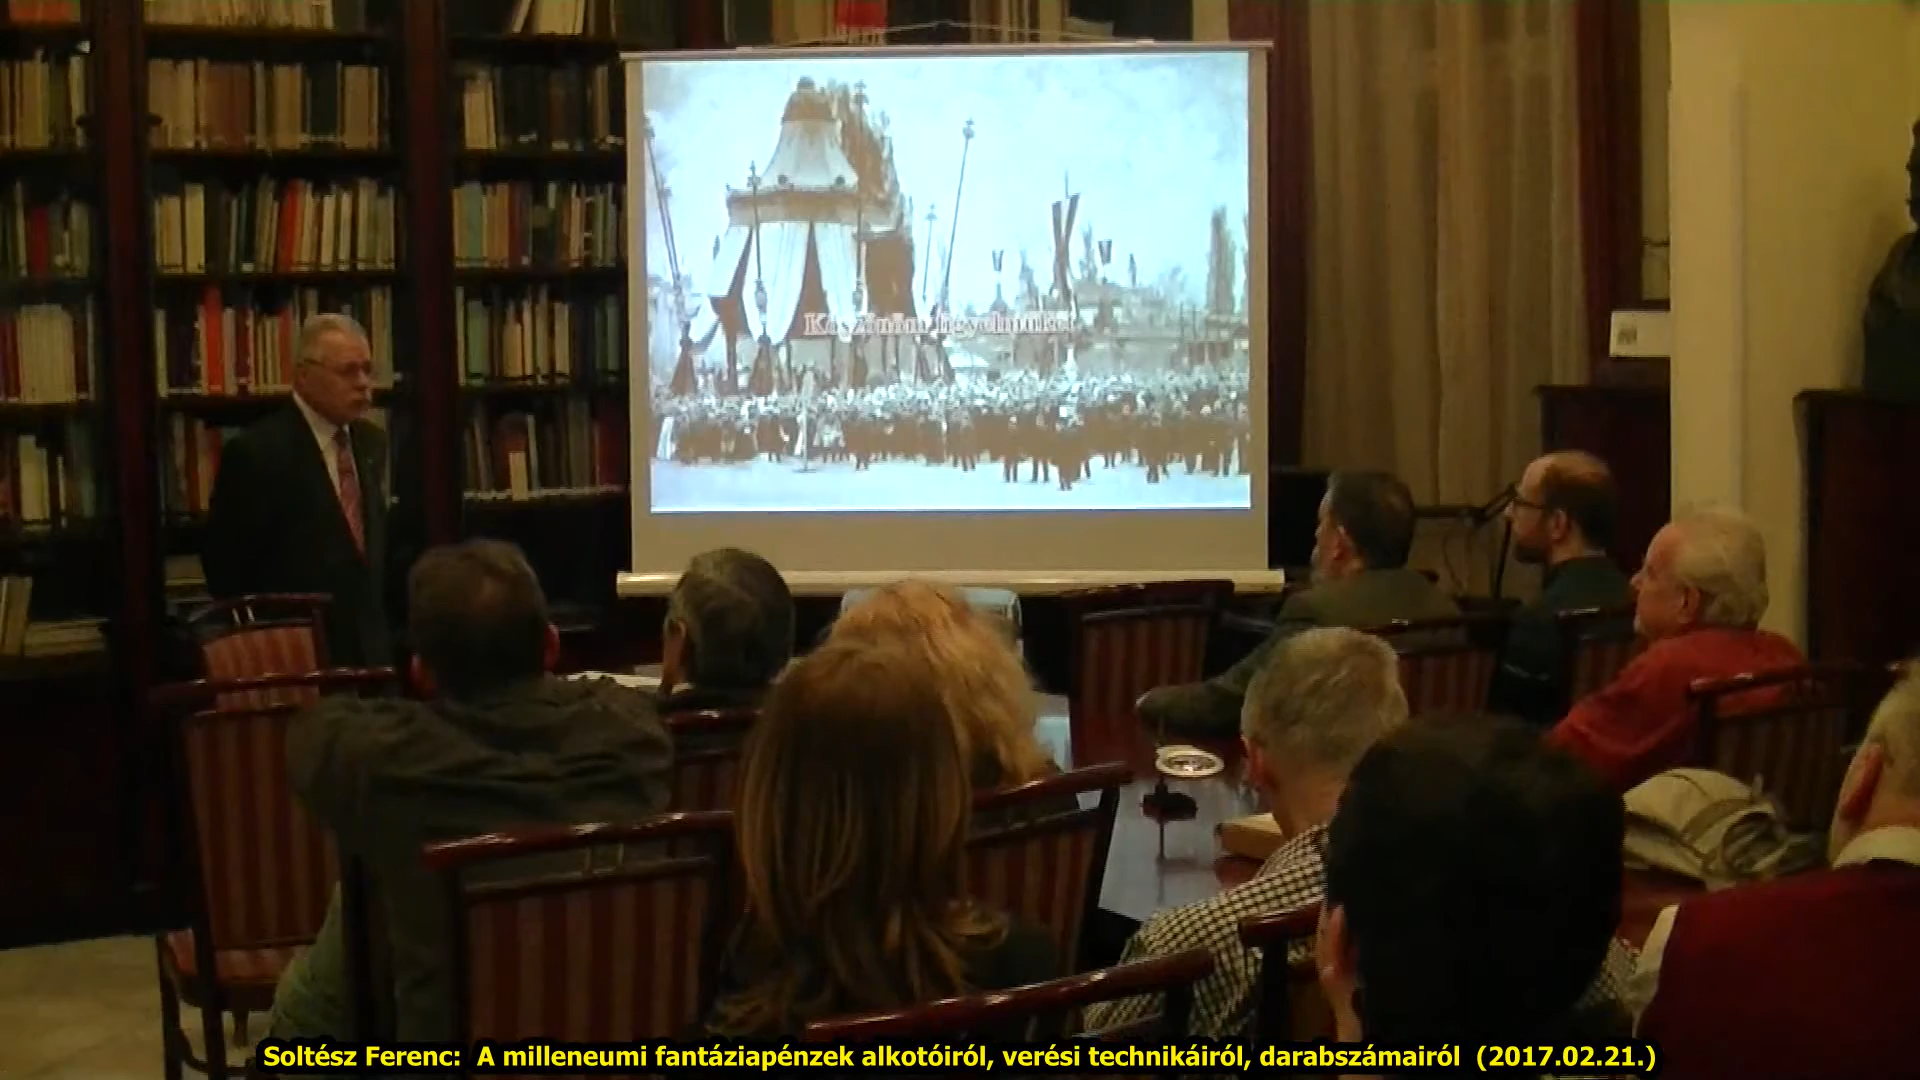 Köszönöm figyelmüket
Soltész Ferenc: A milleneumi fantáziapénzek alkotóiról, verési technikáiról, darabszámairól (2017.02.21.)